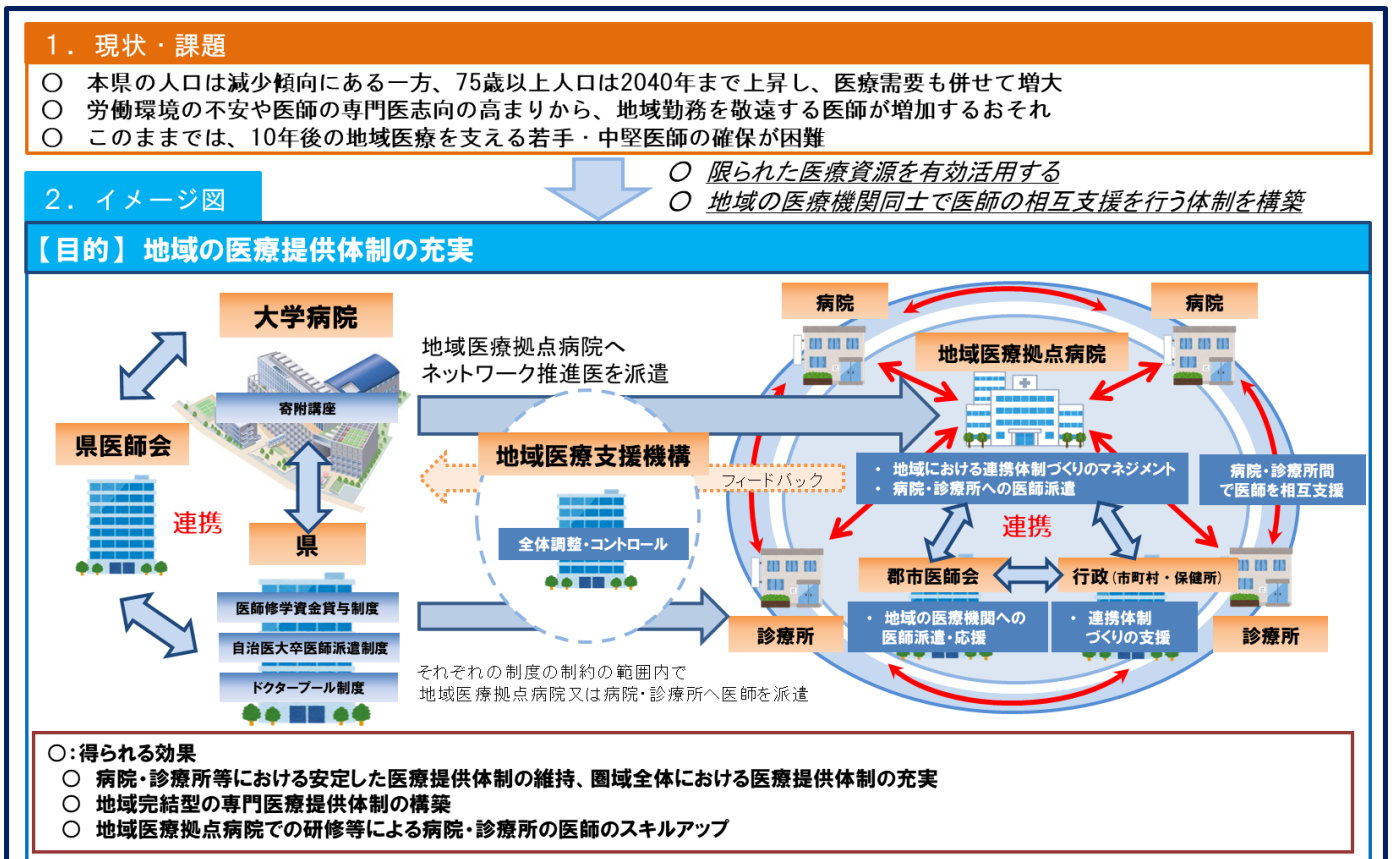 １．現状・課題
○　本県の人口は減少傾向にある一方、75歳以上人口は2040年まで上昇し、医療需要も併せて増大
○　労働環境の不安や医師の専門医志向の高まりから、地域勤務を敬遠する医師が増加するおそれ
○　このままでは、10年後の地域医療を支える若手・中堅医師の確保が困難
○　限られた医療資源を有効活用する
○　地域の医療機関同士で医師の相互支援を行う体制を構築
２．イメージ図
【目的】地域の医療提供体制の充実
大学病院
寄附講座
県医師会
連携
県
医師修学資金貸与制度
自治医大卒医師派遣制度
ドクタープール制度
地域医療拠点病院へ
ネットワーク推進医を派遣
地域医療支援機構
フィードバック
全体調整・コントロール
それぞれの制度の制約の範囲内で
地域医療拠点病院又は病院・診療所へ医師を派遣
病院
病院
地域医療拠点病院
・ 地域における連携体制づくりのマネジメント
・ 病院・診療所への医師派遣
病院・診療所間
で医師を相互支援
連携
郡市医師会
行政（市町村・保健所）
・ 地域の医療機関への
医師派遣・応援
・ 連携体制
づくりの支援
診療所
診療所
○：得られる効果
○　病院・診療所等における安定した医療提供体制の維持、圏域全体における医療提供体制の充実
○　地域完結型の専門医療提供体制の構築
○　地域医療拠点病院での研修等による病院・診療所の医師のスキルアップ